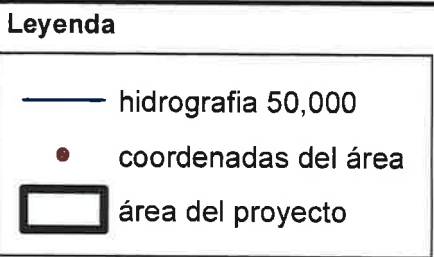 Leyenda
hidrografia 50,000
coordenadas del área
área del proyecto